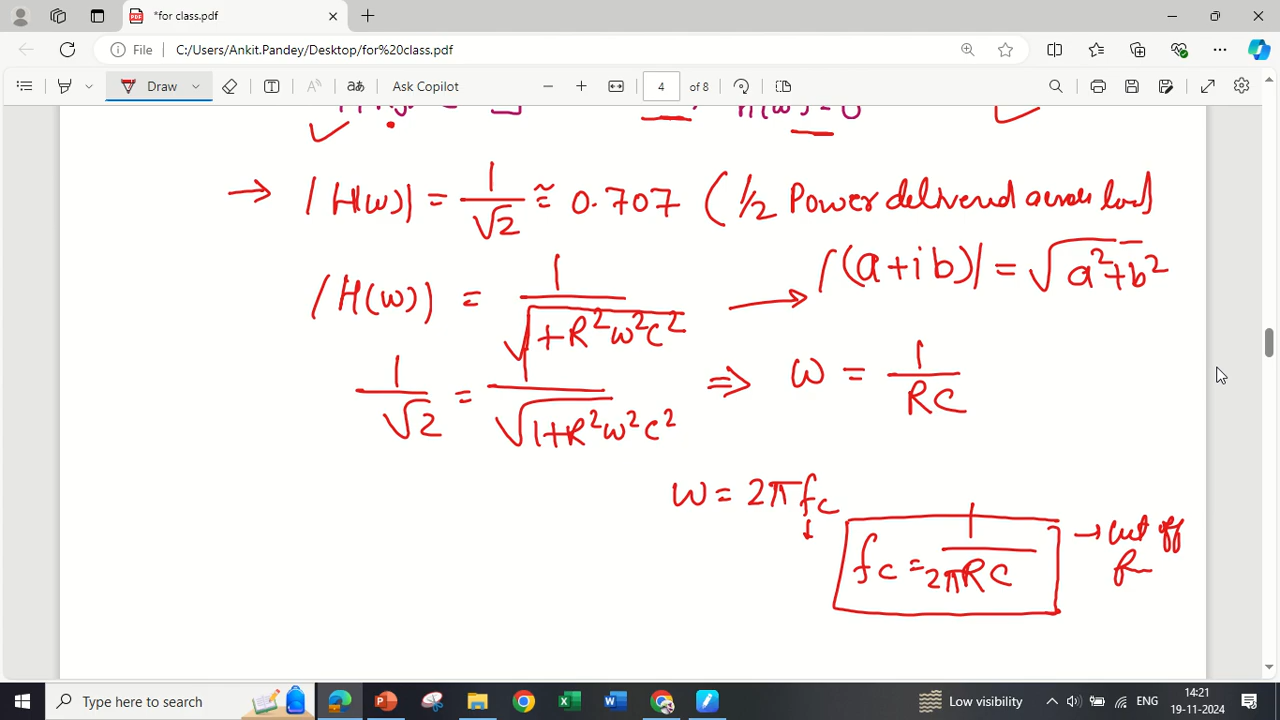 *for class.pdf
File C:/Users/Ankit.Pandey/Desktop/for%20class.pdf
Draw Ask Copilot 4 of 8
H(ω) = 0
→ |H(ω)| = 1/√2 ≈ 0.707 (1/2 Power delivered across load
|(a+ib)| = √a²+b²
|H(ω)| = 1/√1+R²ω²C² →
1/√2 = 1/√1+R²ω²C² ⇒ ω = 1/RC
ω = 2πfc
↓
fc = 1/2πRC → cut off
Type here to search
Low visibility
ENG
14:21
19-11-2024